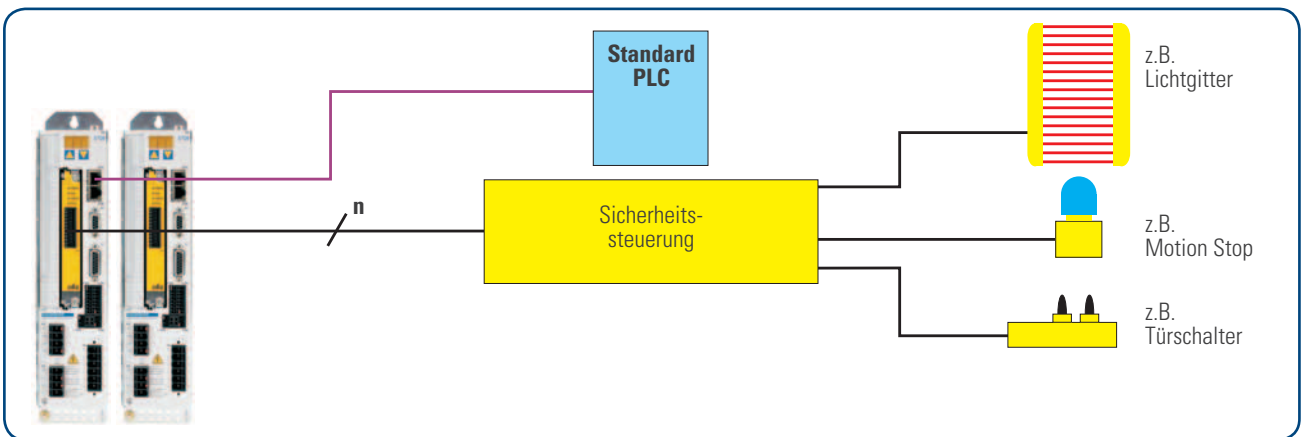 Standard
PLC
z.B.
Lichtgitter
n
Sicherheits-
steuerung
z.B.
Motion Stop
z.B.
Türschalter